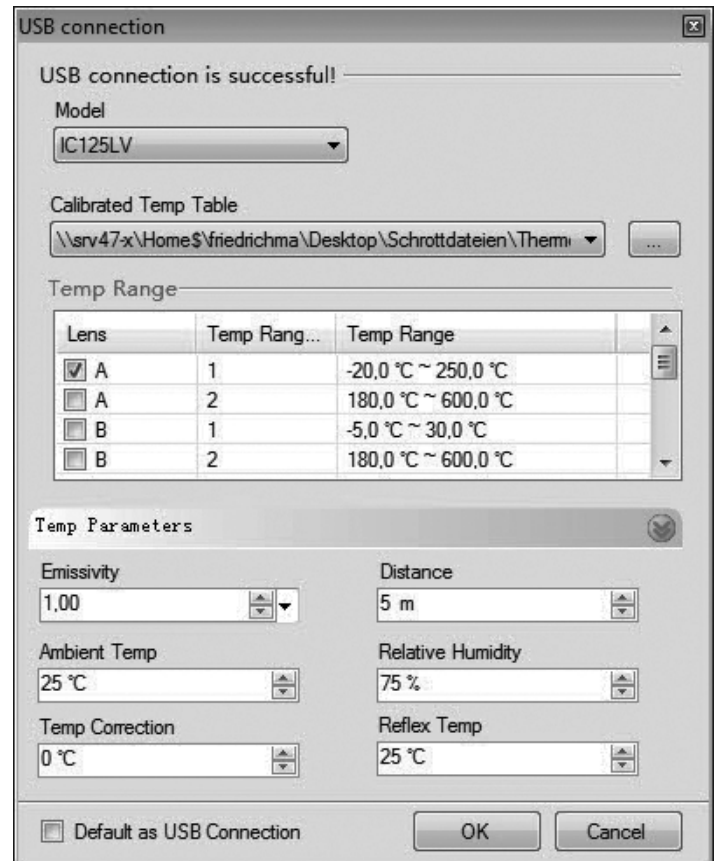 USB connection
USB connection is successful!
Model
IC125LV
Calibrated Temp Table
\\srv47-x\Home$\friedrichma\Desktop\Schrottdateien\Therm
...
Temp Range
Lens Temp Rang... Temp Range
A 1 -20,0 °C ~ 250,0 °C
A 2 180,0 °C ~ 600,0 °C
B 1 -5,0 °C ~ 30,0 °C
B 2 180,0 °C ~ 600,0 °C
Temp Parameters
Emissivity Distance
1,00 5 m
Ambient Temp Relative Humidity
25 °C 75 %
Temp Correction Reflex Temp
0 °C 25 °C
Default as USB Connection OK Cancel